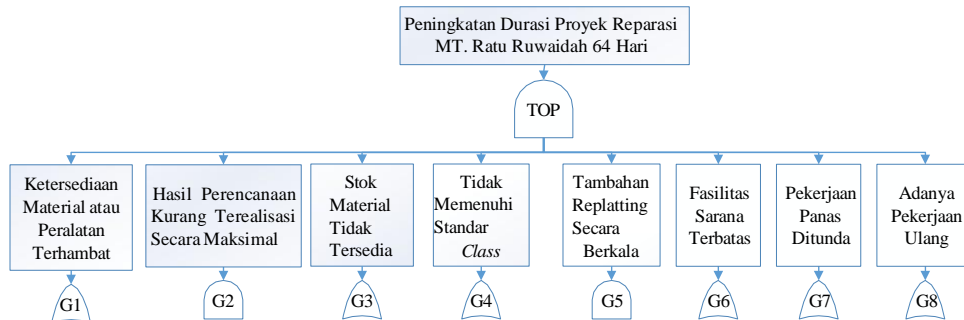 Peningkatan Durasi Proyek Reparasi
MT. Ratu Ruwaidah 64 Hari
TOP
Ketersediaan
Material atau
Peralatan
Terhambat
Hasil Perencanaan
Kurang Terealisasi
Secara Maksimal
Stok
Material
Tidak
Tersedia
Tidak
Memenuhi
Standar
Class
Tambahan
Replatting
Secara
Berkala
Fasilitas
Sarana
Terbatas
Pekerjaan
Panas
Ditunda
Adanya
Pekerjaan
Ulang
G1
G2
G3
G4
G5
G6
G7
G8